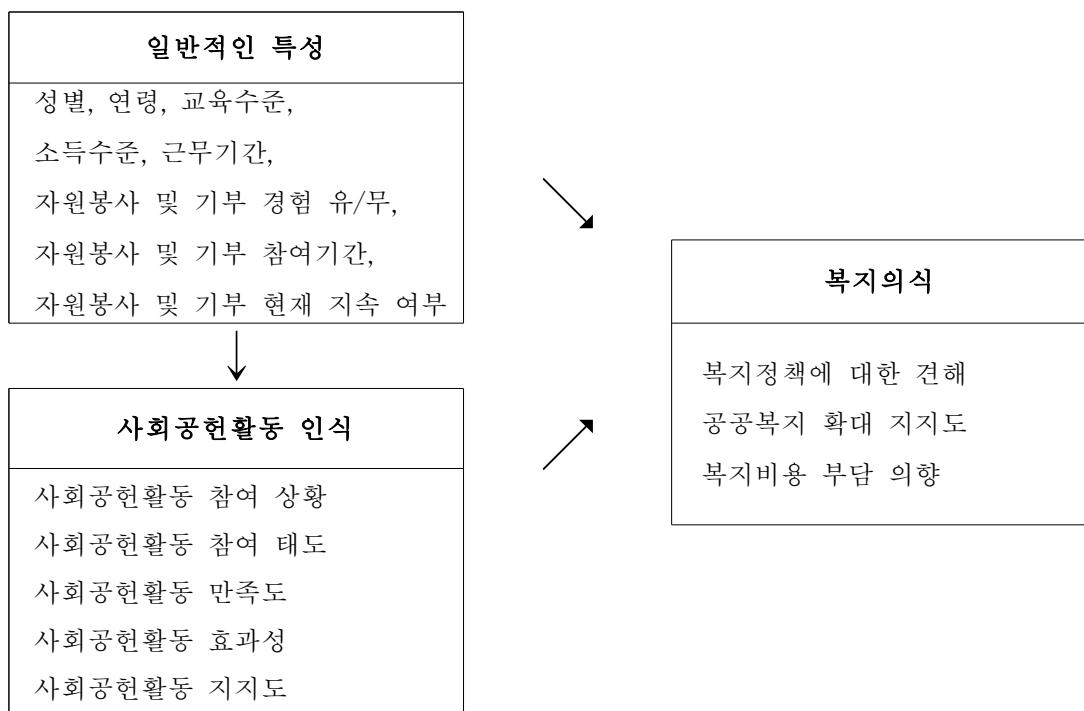 일반적인 특성
성별, 연령, 교육수준,
소득수준, 근무기간,
자원봉사 및 기부 경험 유/무,
자원봉사 및 기부 참여기간,
자원봉사 및 기부 현재 지속 여부
사회공헌활동 인식
사회공헌활동 참여 상황
사회공헌활동 참여 태도
사회공헌활동 만족도
사회공헌활동 효과성
사회공헌활동 지지도
복지의식
복지정책에 대한 견해
공공복지 확대 지지도
복지비용 부담 의향